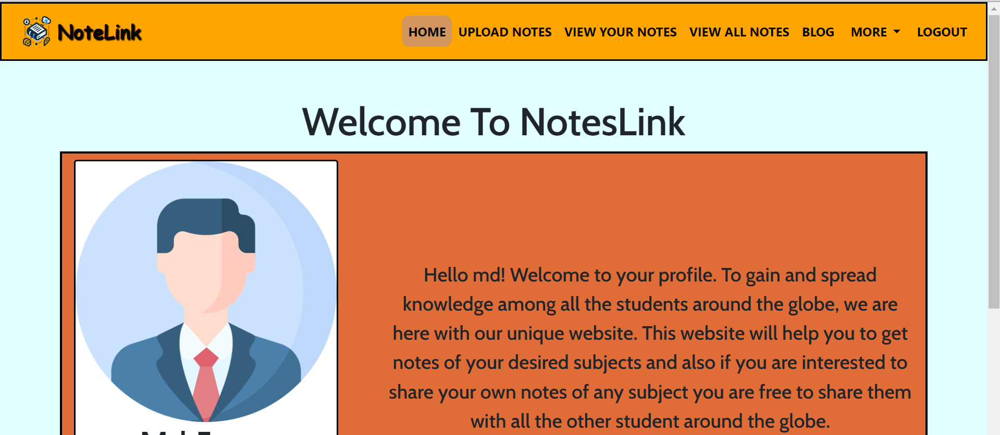 NoteLink
HOME UPLOAD NOTES VIEW YOUR NOTES VIEW ALL NOTES BLOG MORE LOGOUT
Welcome To NotesLink
Hello md! Welcome to your profile. To gain and spread
knowledge among all the students around the globe, we are
here with our unique website. This website will help you to get
notes of your desired subjects and also if you are interested to
share your own notes of any subject you are free to share them
with all the other student around the globe.